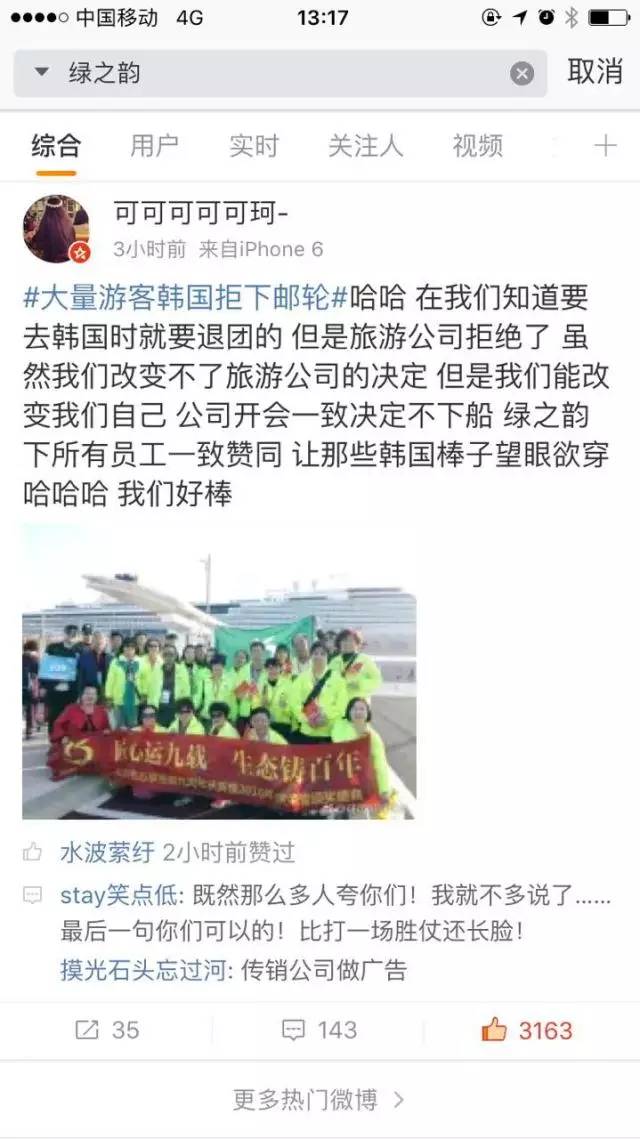 中国移动 4G 13:17
绿之韵 取消
综合 用户 实时 关注人 视频
可可可可可珂-
3小时前 来自iPhone 6
#大量游客韩国拒下邮轮#哈哈 在我们知道要
去韩国时就要退团的 但是旅游公司拒绝了 虽
然我们改变不了旅游公司的决定 但是我们能改
变我们自己 公司开会一致决定不下船 绿之韵
下所有员工一致赞同 让那些韩国棒子望眼欲穿
哈哈哈 我们好棒
匠心运九载 生态铸百年
水波萦纡 2小时前赞过
stay笑点低: 既然那么多人夸你们！我就不多说了......
最后一句你们可以的！比打一场胜仗还长脸！
摸光石头忘过河: 传销公司做广告
35 143 3163
更多热门微博